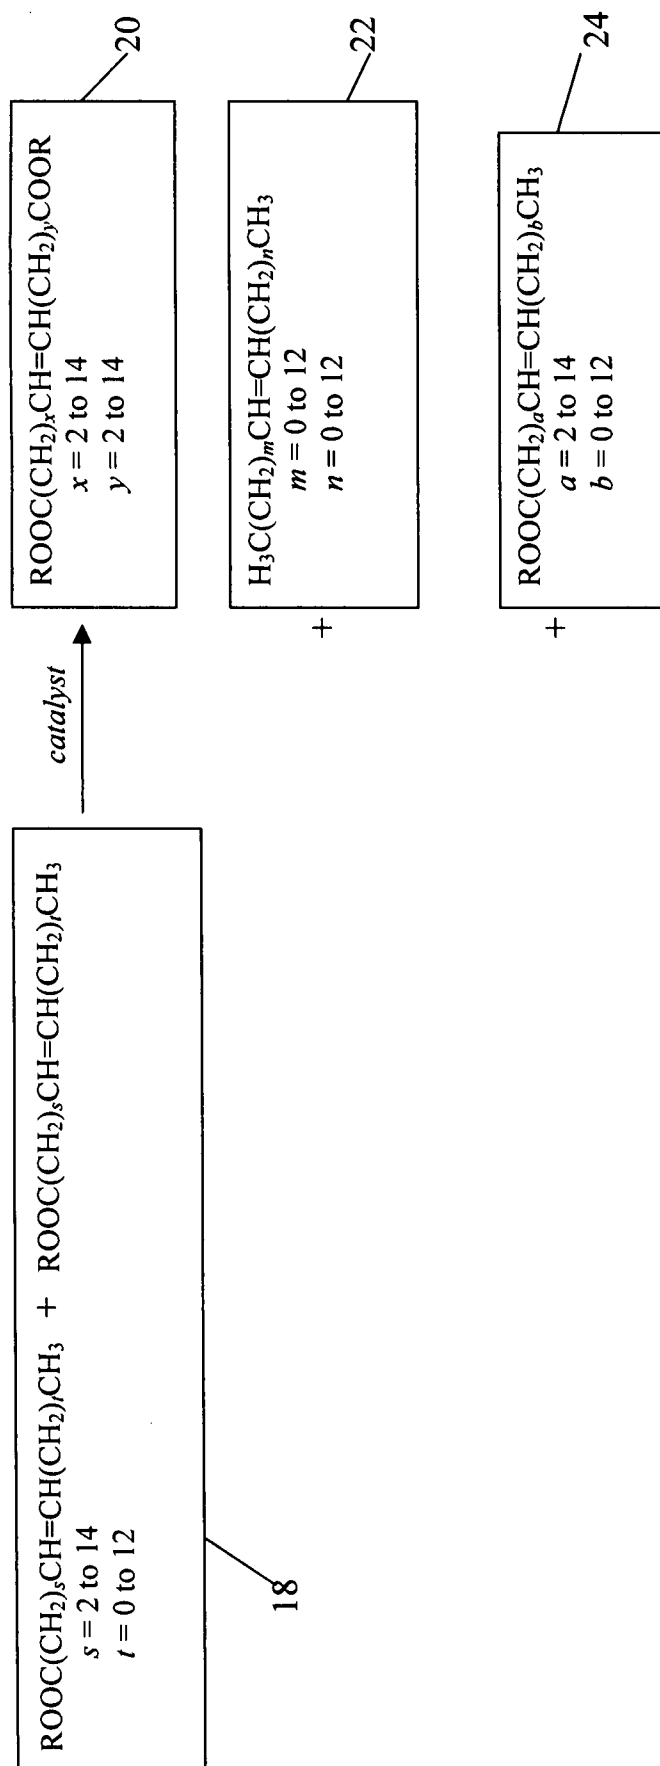 ROOC(CH₂)ₛCH=CH(CH₂)ₜCH₃ + ROOC(CH₂)ₛCH=CH(CH₂)ₜCH₃
s = 2 to 14
t = 0 to 12
18
catalyst
ROOC(CH₂)ₓCH=CH(CH₂)yCOOR
x = 2 to 14
y = 2 to 14
20
+
H₃C(CH₂)ₘCH=CH(CH₂)ₙCH₃
m = 0 to 12
n = 0 to 12
22
+
ROOC(CH₂)ₐCH=CH(CH₂)bCH₃
a = 2 to 14
b = 0 to 12
24